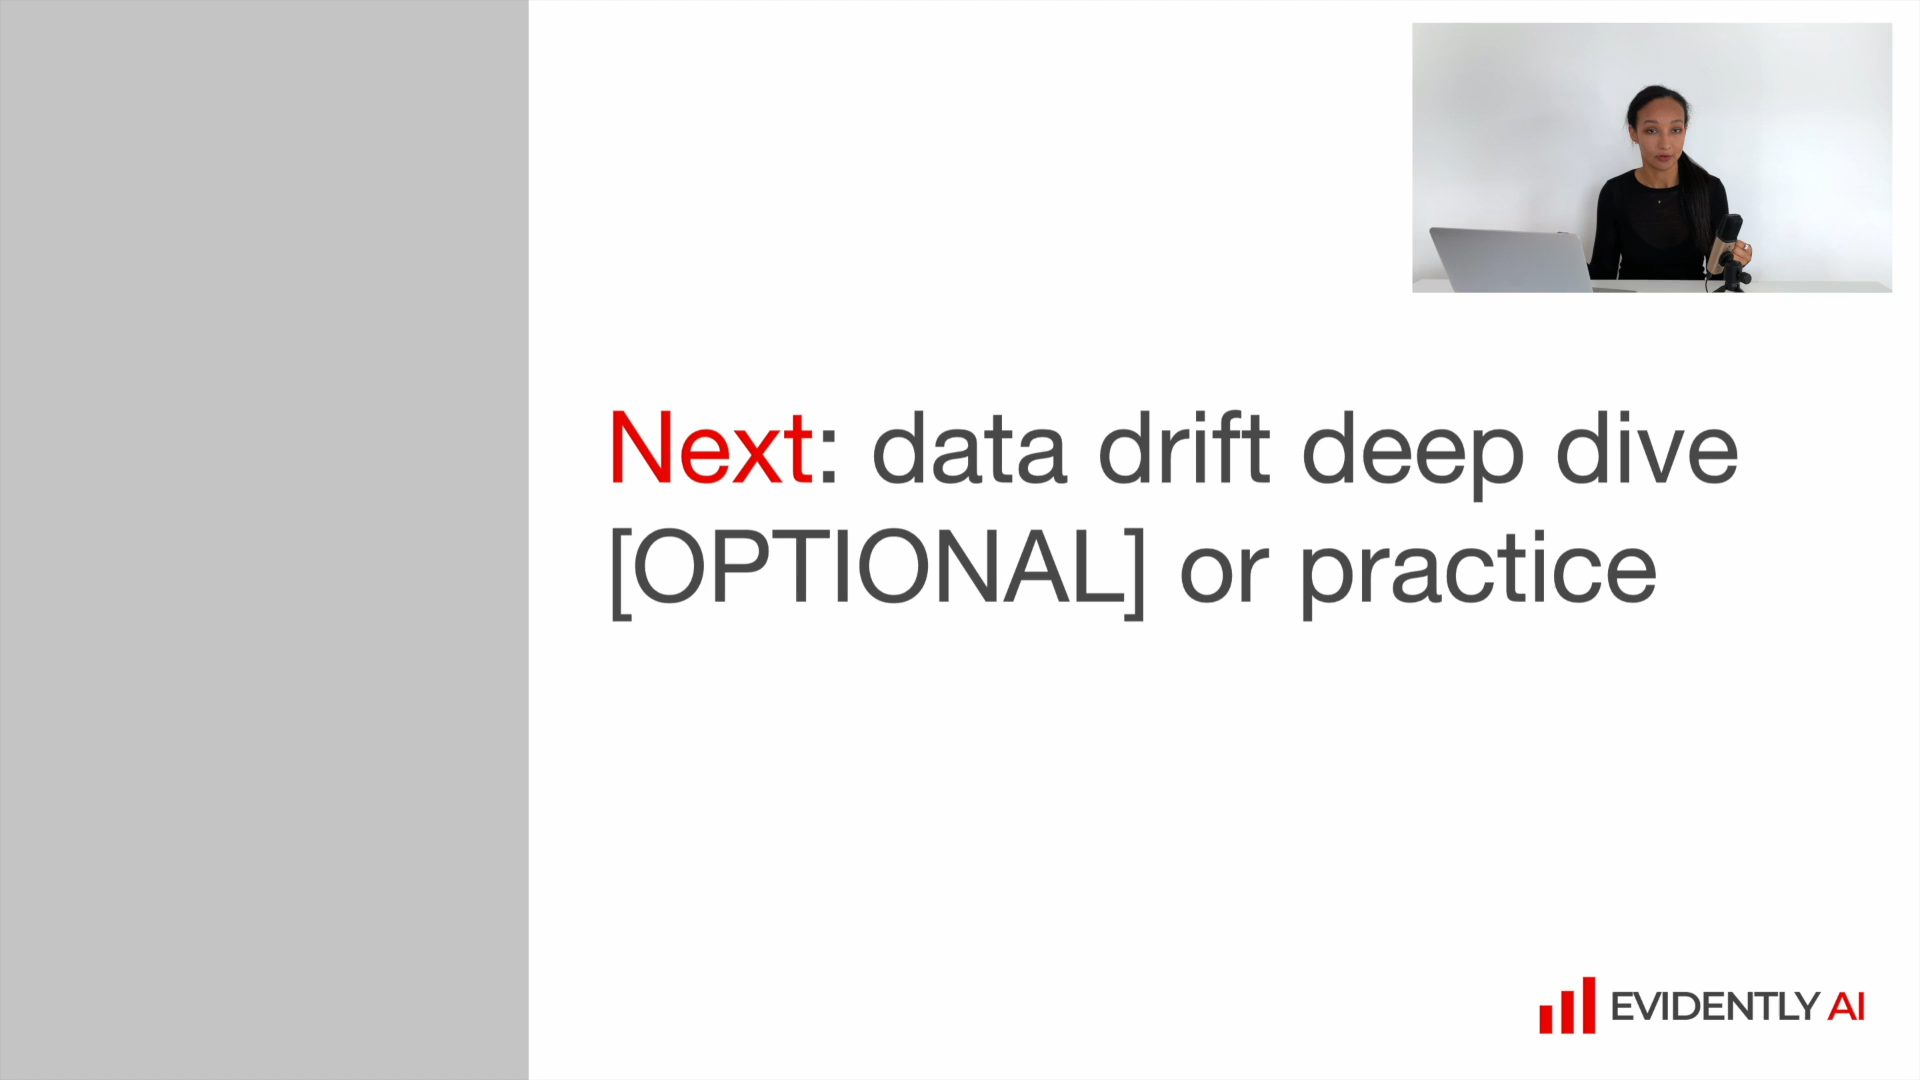 Next: data drift deep dive
[OPTIONAL] or practice
EVIDENTLY AI